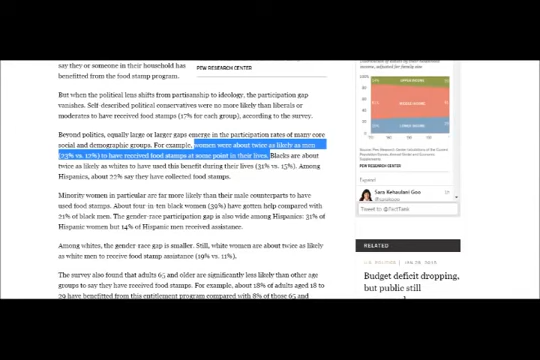 say they or someone in their household has
benefitted from the food stamp program.
PEW RESEARCH CENTER
But when the political lens shifts from partisanship to ideology, the participation gap
vanishes. Self-described political conservatives were no more likely than liberals or
moderates to have received food stamps (17% for each group), according to the survey.
Beyond politics, equally large or larger gaps emerge in the participation rates of many core
social and demographic groups. For example, women were about twice as likely as men
(23% vs. 12%) to have received food stamps at some point in their lives. Blacks are about
twice as likely as whites to have used this benefit during their lives (31% vs. 15%). Among
Hispanics, about 22% say they have collected food stamps.
Minority women in particular are far more likely than their male counterparts to have
used food stamps. About four-in-ten black women (39%) have gotten help compared with
21% of black men. The gender-race participation gap is also wide among Hispanics: 31% of
Hispanic women but 14% of Hispanic men received assistance.
Among whites, the gender-race gap is smaller. Still, white women are about twice as likely
as white men to receive food stamp assistance (19% vs. 11%).
The survey also found that adults 65 and older are significantly less likely than other age
groups to say they have received food stamps. For example, about 18% of adults aged 18 to
29 have benefitted from this entitlement program compared with 8% of those 65 and
income, adjusted for family size
UPPER INCOME
MIDDLE INCOME
LOWER INCOME
PEW RESEARCH CENTER
Sara Kehaulani Goo
Tweet to @FactTank
RELATED
Budget deficit dropping,
but public still